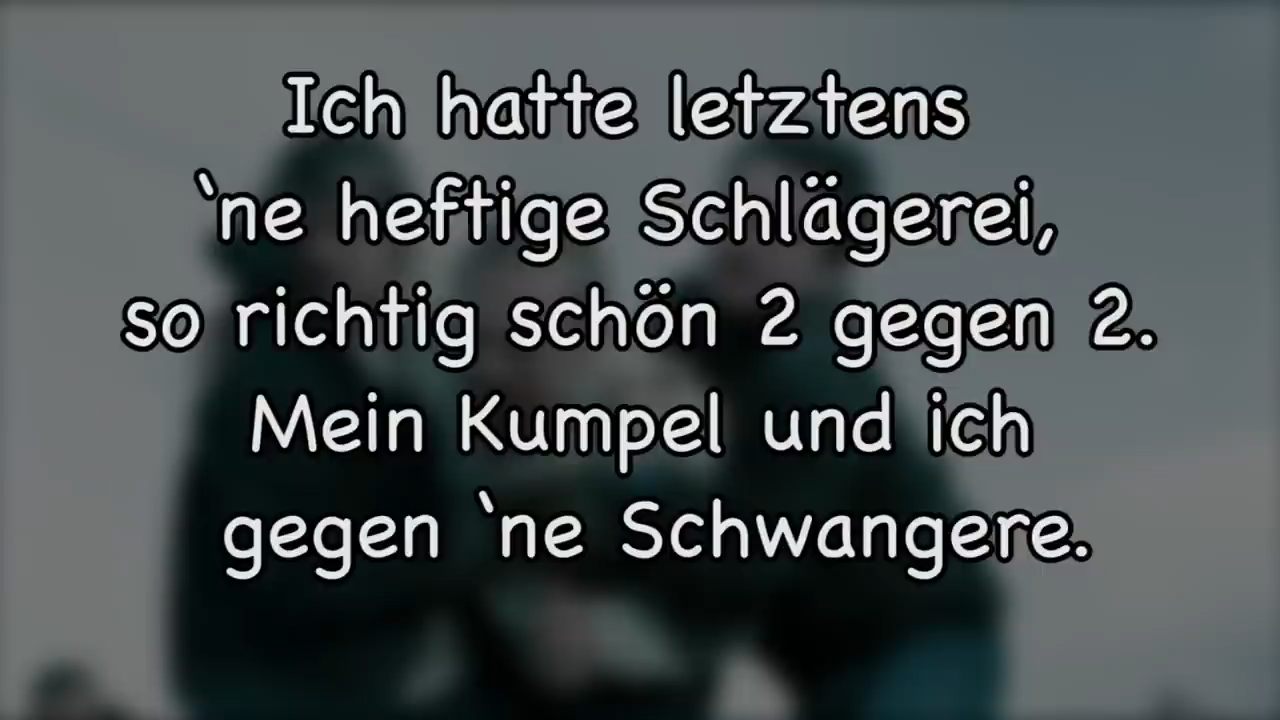 Ich hatte letztens
`ne heftige Schlägerei,
so richtig schön 2 gegen 2.
Mein Kumpel und ich
gegen `ne Schwangere.